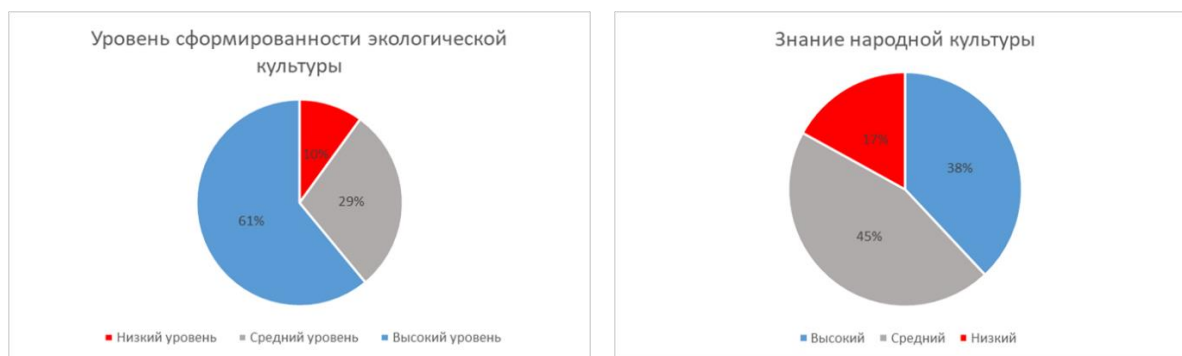 Уровень сформированности экологической
культуры
10%
29%
61%
Низкий уровень Средний уровень Высокий уровень
Знание народной культуры
17%
38%
45%
Высокий Средний Низкий